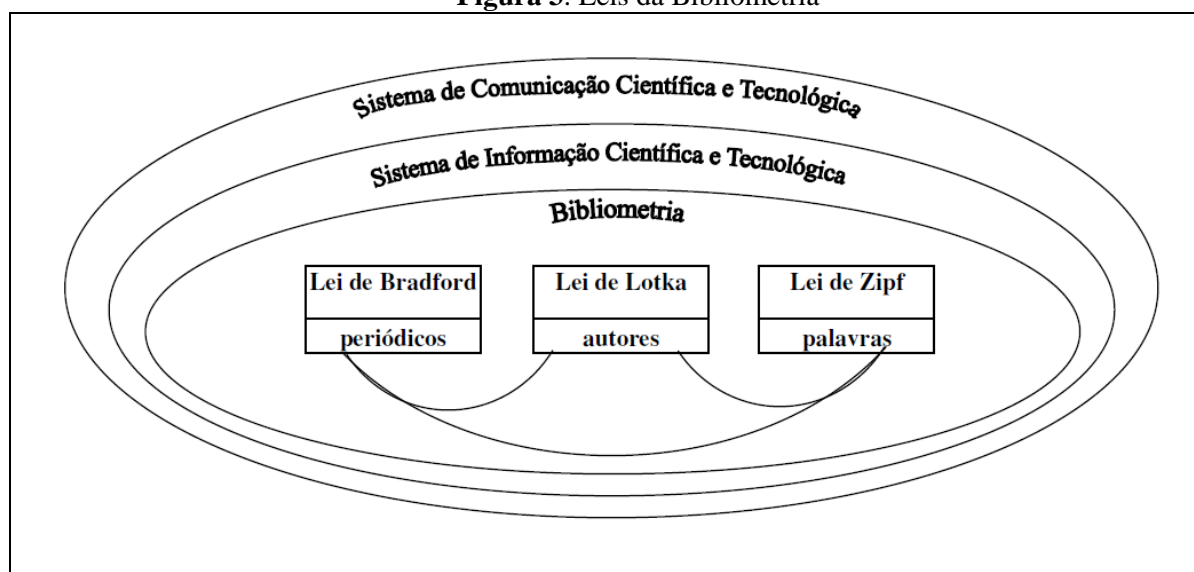 Figura 3. Leis da Bibliometria
Sistema de Comunicação Científica e Tecnológica
Sistema de Informação Científica e Tecnológica
Bibliometria
Lei de Bradford
periódicos
Lei de Lotka
autores
Lei de Zipf
palavras